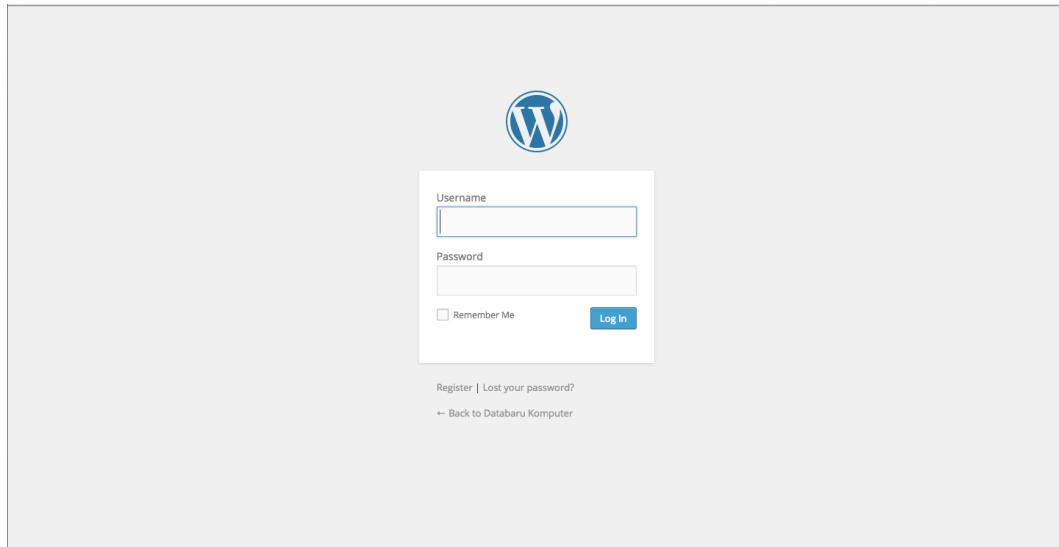 Username
Password
Remember Me
Log In
Register | Lost your password?
← Back to Databaru Komputer